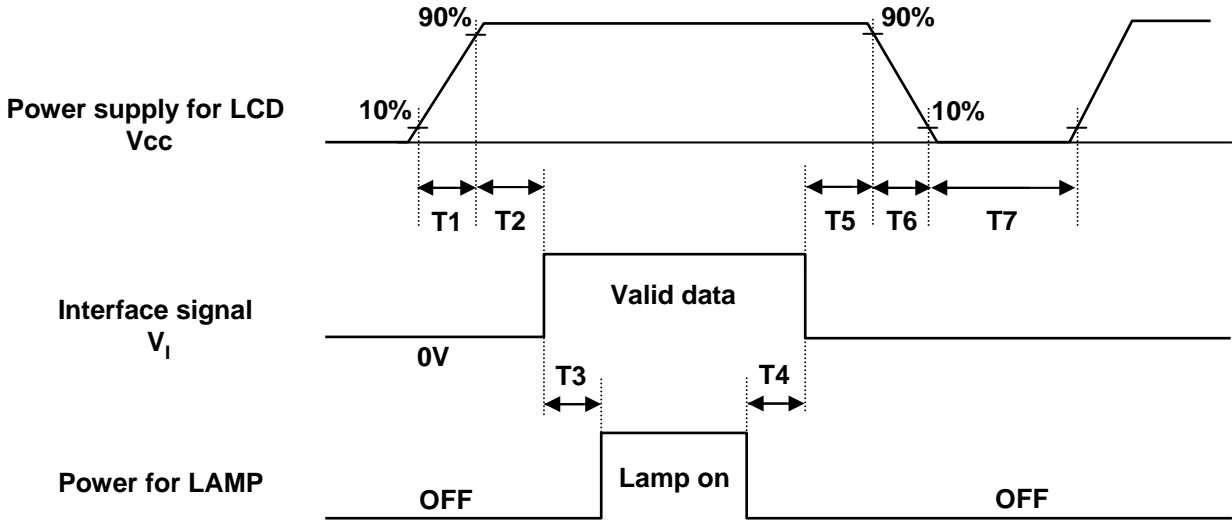 90%
90%
Power supply for LCD
Vcc
10%
10%
T1
T2
T5
T6
T7
Interface signal
V_I
Valid data
0V
T3
T4
Power for LAMP
OFF
Lamp on
OFF